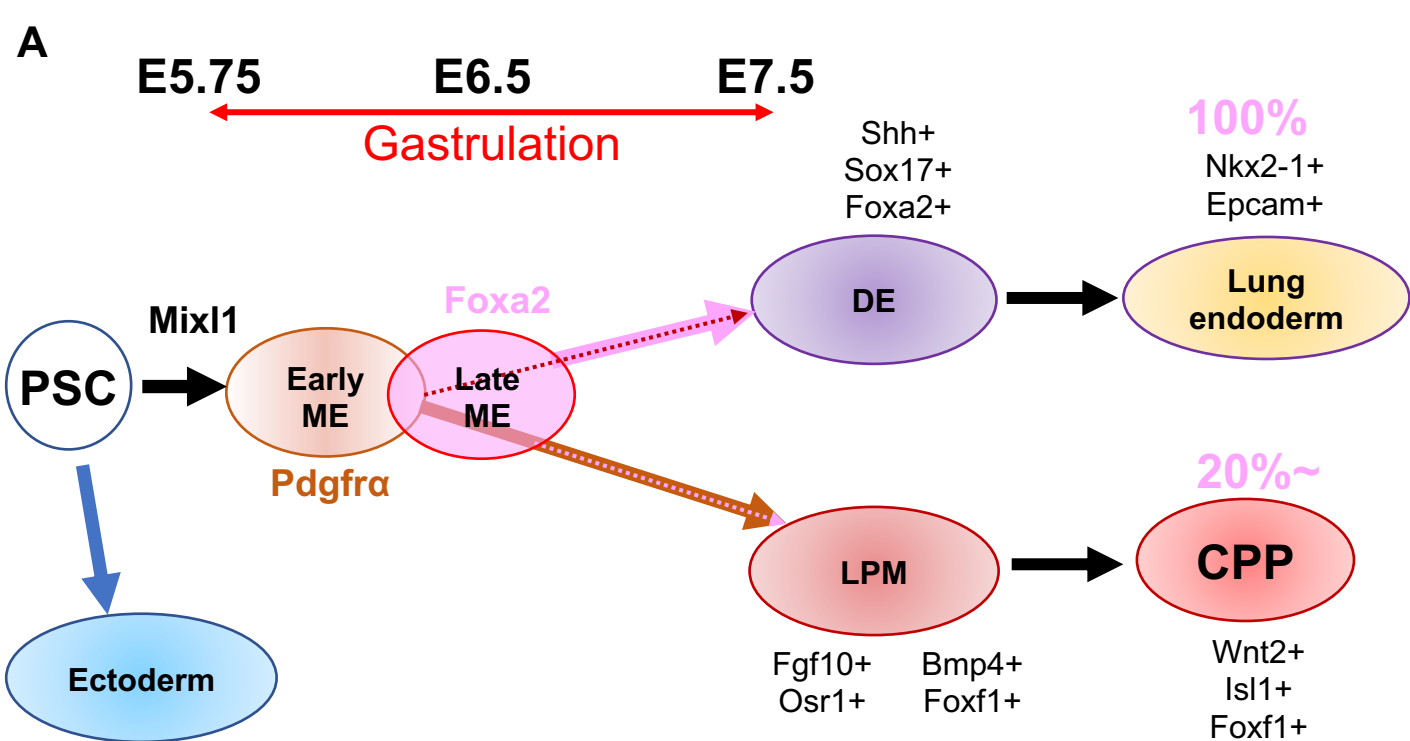 A
E5.75 E6.5 E7.5
Gastrulation
Shh+
Sox17+
Foxa2+
100%
Nkx2-1+
Epcam+
Foxa2
Mixl1
PSC
Early
ME
Late
ME
DE
Lung
endoderm
Pdgfrα
20%~
LPM
CPP
Ectoderm
Fgf10+ Bmp4+
Osr1+ Foxf1+
Wnt2+
Isl1+
Foxf1+